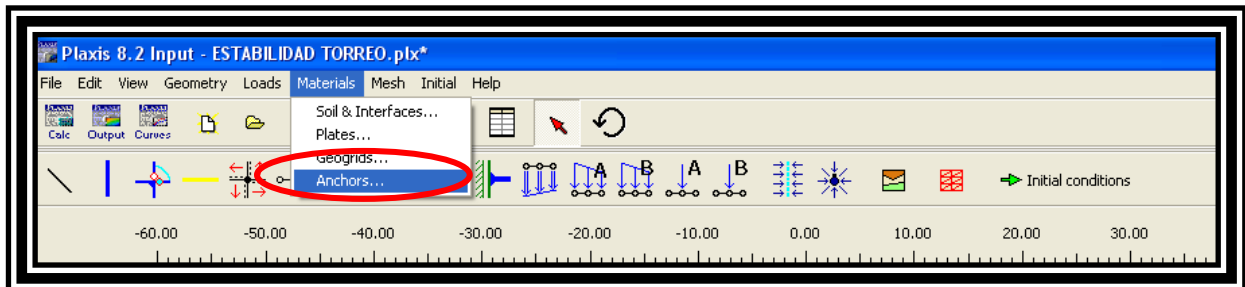 Plaxis 8.2 Input - ESTABILIDAD TORREO.plx*
File Edit View Geometry Loads Materials Mesh Initial Help
Soil & Interfaces...
Plates...
Geogrids...
Anchors...
Calc Output Curves
A B A B
Initial conditions
-60.00 -50.00 -40.00 -30.00 -20.00 -10.00 0.00 10.00 20.00 30.00